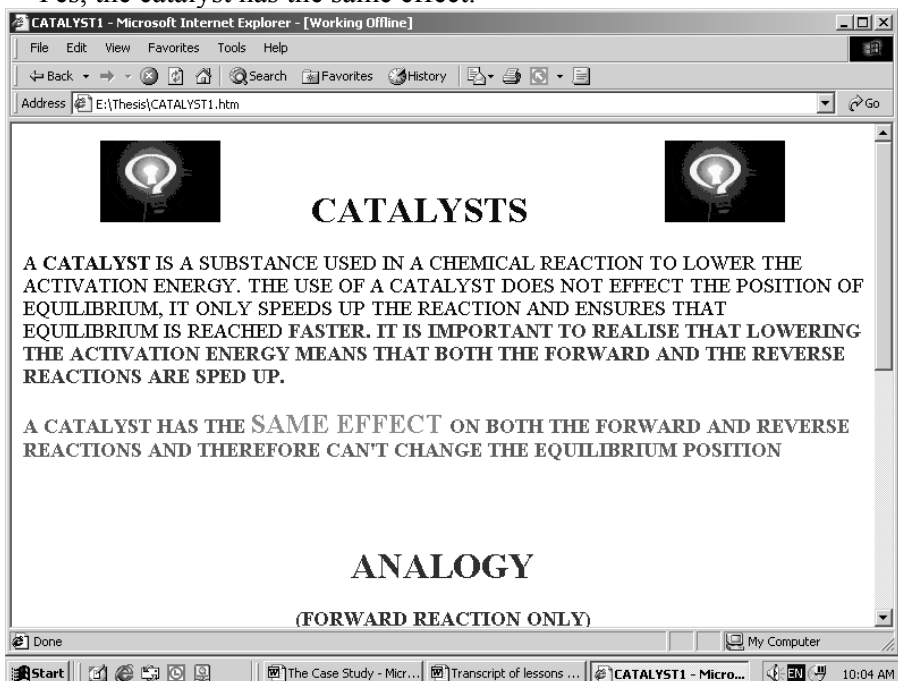 Yes, the catalyst has the same effect.
CATALYST1 - Microsoft Internet Explorer - [Working Offline]
File Edit View Favorites Tools Help
Back Search Favorites History
Address E:\Thesis\CATALYST1.htm Go
CATALYSTS
A CATALYST IS A SUBSTANCE USED IN A CHEMICAL REACTION TO LOWER THE
ACTIVATION ENERGY. THE USE OF A CATALYST DOES NOT EFFECT THE POSITION OF
EQUILIBRIUM, IT ONLY SPEEDS UP THE REACTION AND ENSURES THAT
EQUILIBRIUM IS REACHED FASTER. IT IS IMPORTANT TO REALISE THAT LOWERING
THE ACTIVATION ENERGY MEANS THAT BOTH THE FORWARD AND THE REVERSE
REACTIONS ARE SPED UP.
A CATALYST HAS THE SAME EFFECT ON BOTH THE FORWARD AND REVERSE
REACTIONS AND THEREFORE CAN'T CHANGE THE EQUILIBRIUM POSITION
ANALOGY
(FORWARD REACTION ONLY)
Done My Computer
Start The Case Study - Micr... Transcript of lessons ... CATALYST1 - Micro... EN 10:04 AM